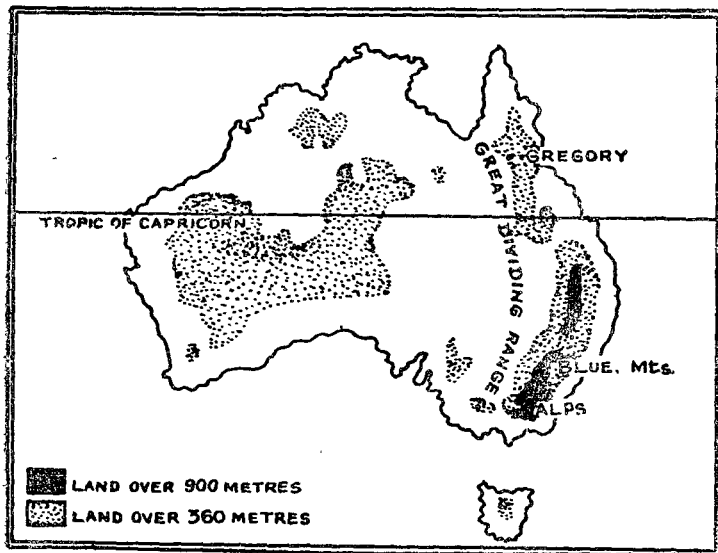 GREGORY
GREAT DIVIDING RANGE
TROPIC OF CAPRICORN
BLUE. Mts.
ALPS
LAND OVER 900 METRES
LAND OVER 360 METRES